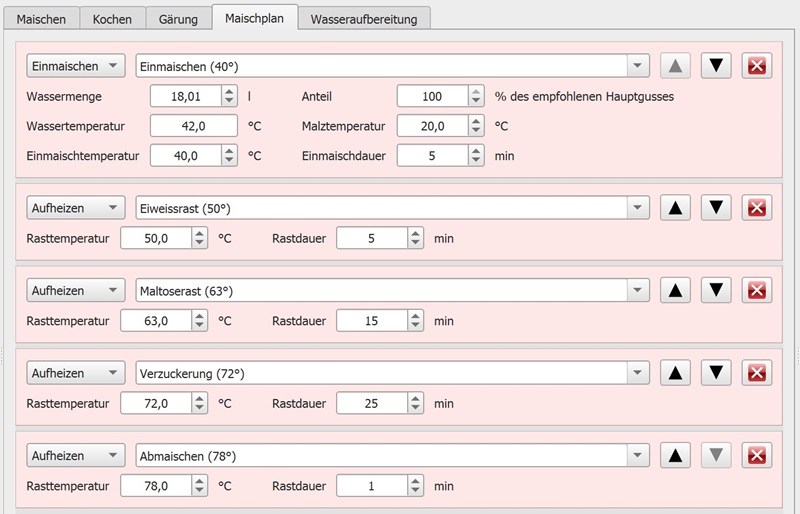 Maischen Kochen Gärung Maischplan Wasseraufbereitung
Einmaischen Einmaischen (40°)
Wassermenge 18,01 l Anteil 100 % des empfohlenen Hauptgusses
Wassertemperatur 42,0 °C Malztemperatur 20,0 °C
Einmaischtemperatur 40,0 °C Einmaischdauer 5 min
Aufheizen Eiweissrast (50°)
Rasttemperatur 50,0 °C Rastdauer 5 min
Aufheizen Maltoserast (63°)
Rasttemperatur 63,0 °C Rastdauer 15 min
Aufheizen Verzuckerung (72°)
Rasttemperatur 72,0 °C Rastdauer 25 min
Aufheizen Abmaischen (78°)
Rasttemperatur 78,0 °C Rastdauer 1 min